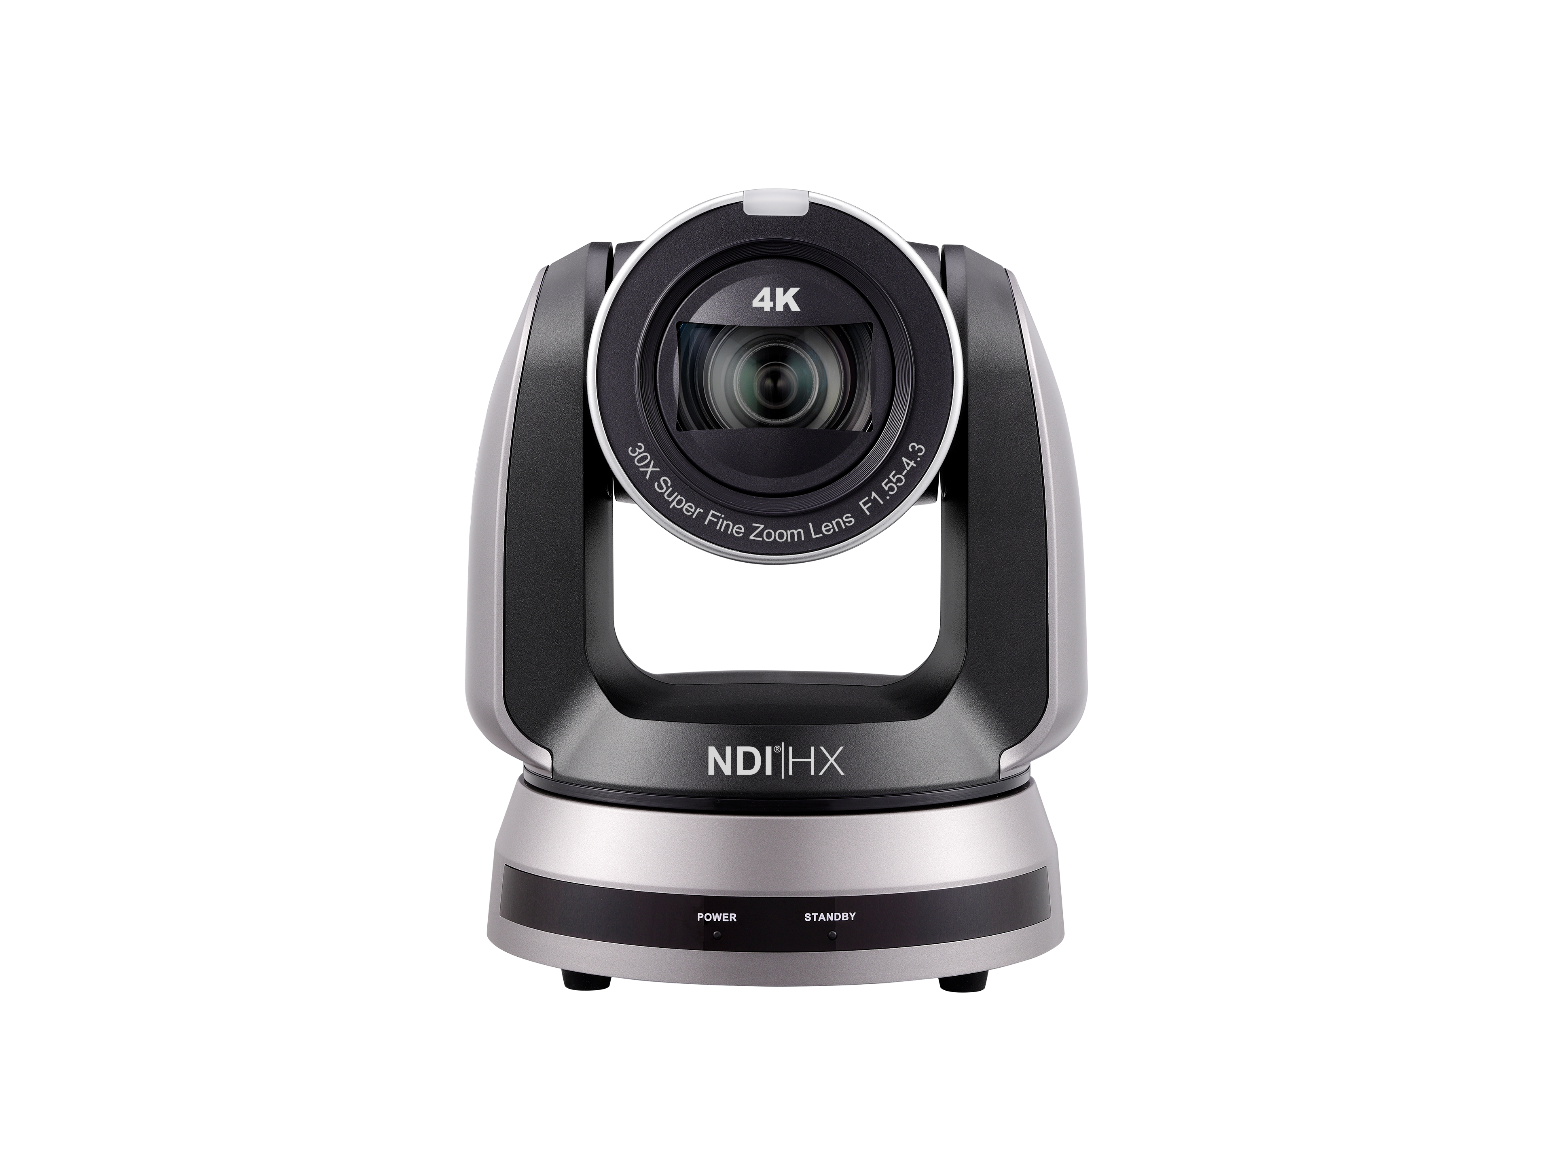 4K
30X Super Fine Zoom Lens F1.55-4.3
NDI®|HX
POWER STANDBY